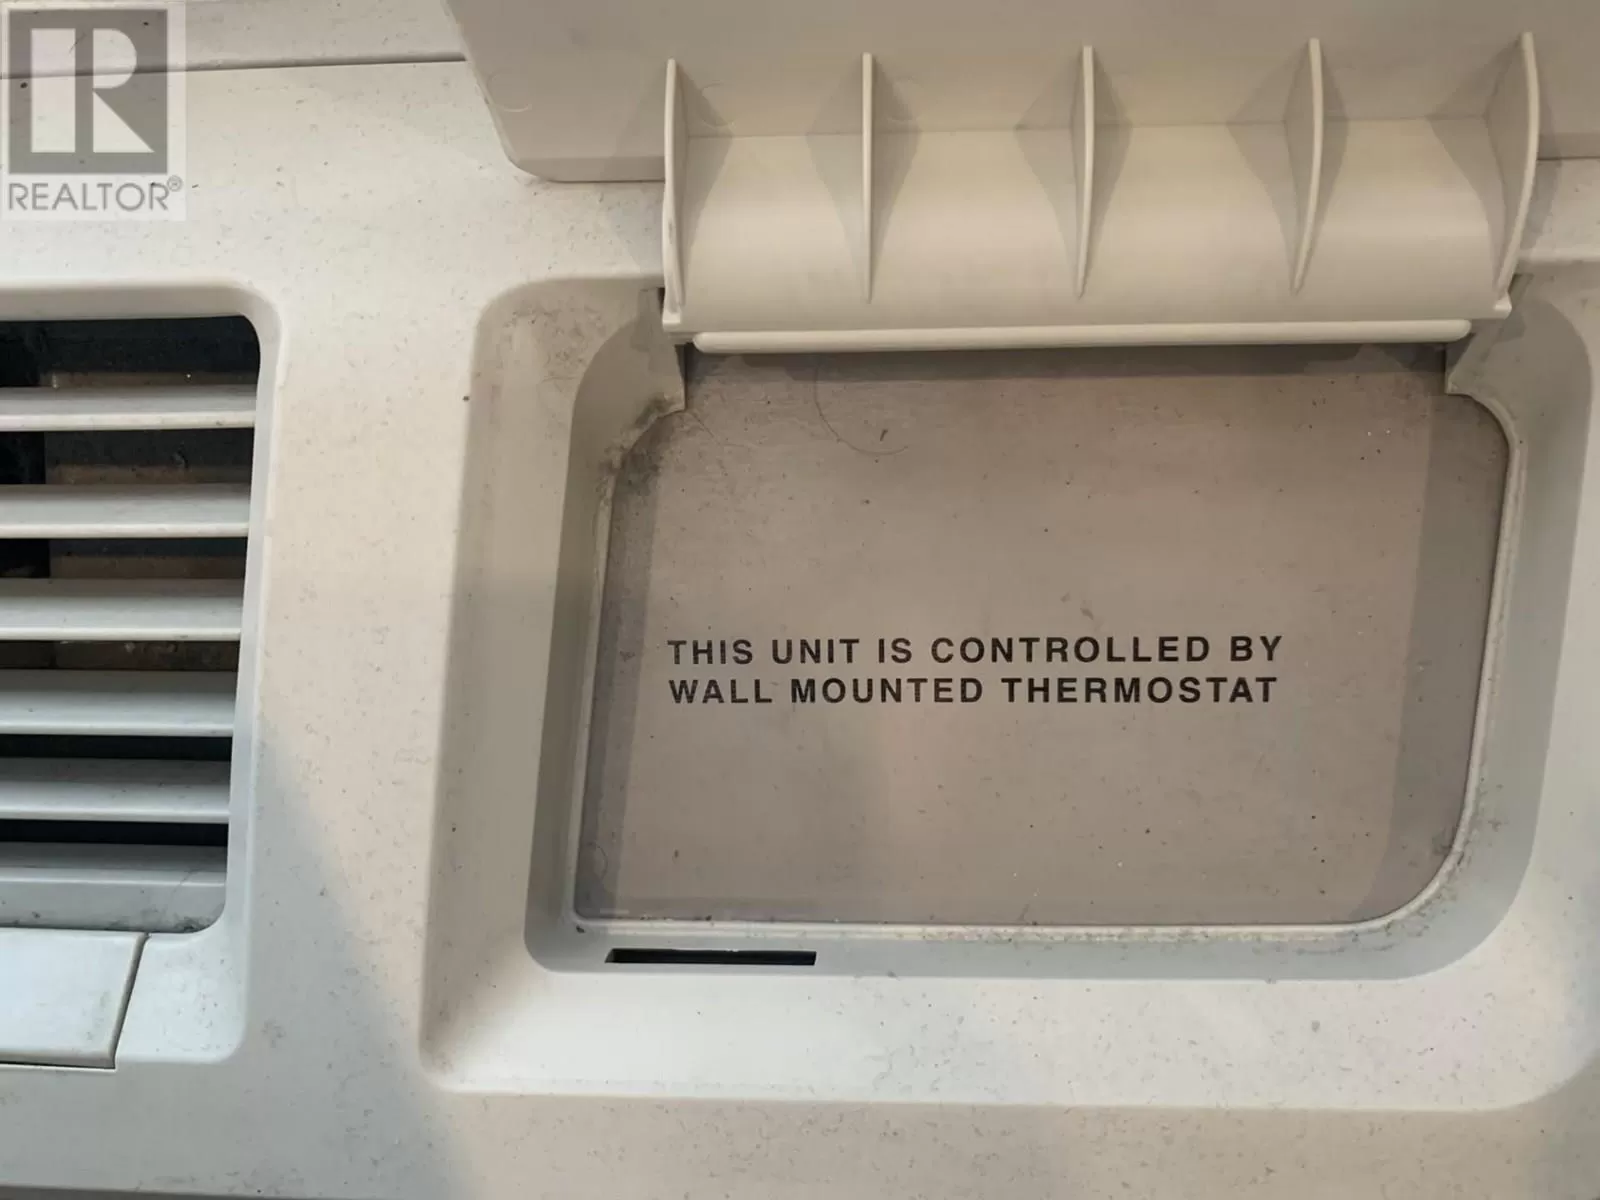 REALTOR®
THIS UNIT IS CONTROLLED BY
WALL MOUNTED THERMOSTAT